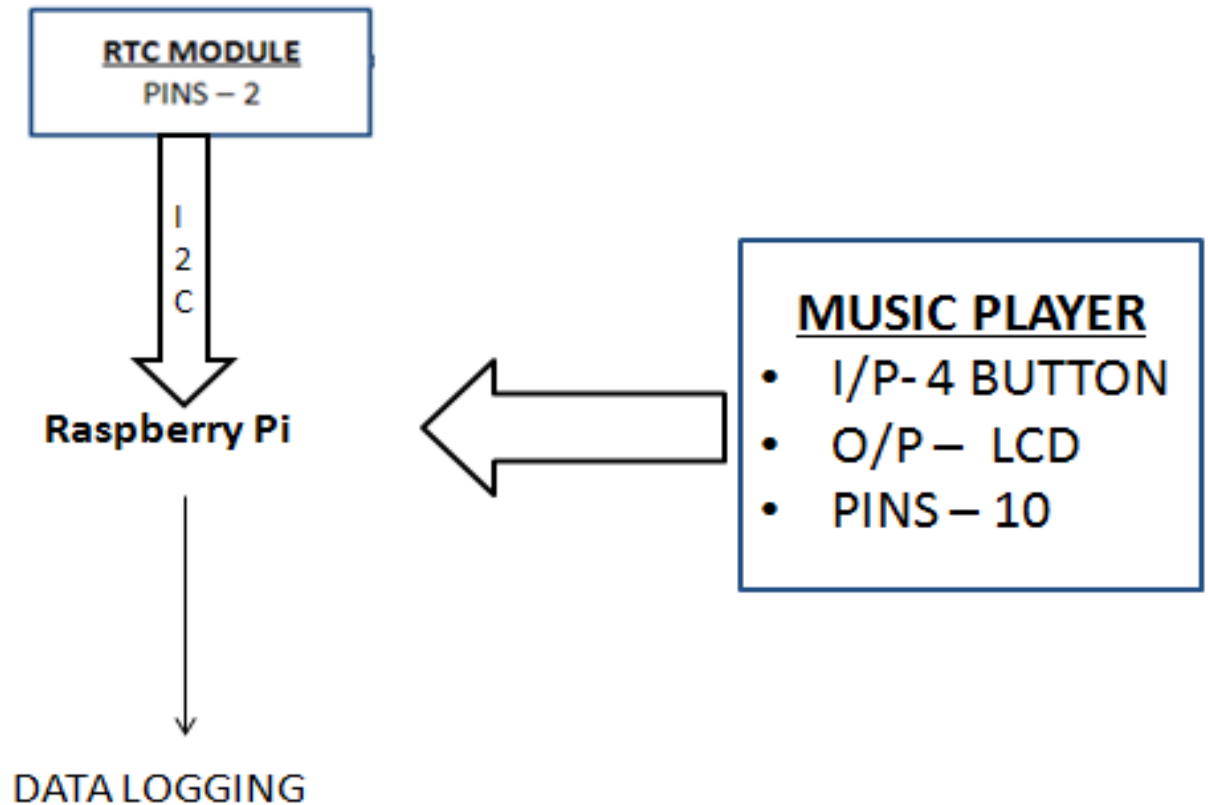 RTC MODULE
PINS – 2
I
2
C
Raspberry Pi
MUSIC PLAYER
• I/P- 4 BUTTON
• O/P – LCD
• PINS – 10
DATA LOGGING